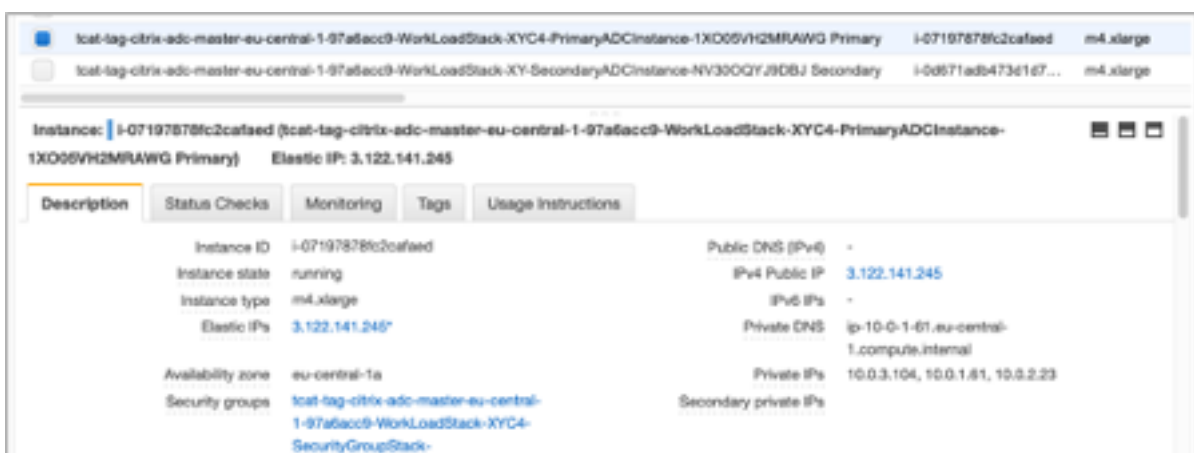 tcat-tag-citrix-adc-master-eu-central-1-97a6acc9-WorkLoadStack-XYC4-PrimaryADCInstance-1XO05VH2MRAWG Primary i-07197878fc2cafaed m4.xlarge
tcat-tag-citrix-adc-master-eu-central-1-97a6acc9-WorkLoadStack-XY-SecondaryADCInstance-NV30OQYJ9DBJ Secondary i-0d671adb473d1d7... m4.xlarge
Instance: i-07197878fc2cafaed (tcat-tag-citrix-adc-master-eu-central-1-97a6acc9-WorkLoadStack-XYC4-PrimaryADCInstance-
1XO05VH2MRAWG Primary) Elastic IP: 3.122.141.245
Description Status Checks Monitoring Tags Usage Instructions
Instance ID i-07197878fc2cafaed Public DNS (IPv4) -
Instance state running IPv4 Public IP 3.122.141.245
Instance type m4.xlarge IPv6 IPs -
Elastic IPs 3.122.141.245* Private DNS ip-10-0-1-61.eu-central-
1.compute.internal
Availability zone eu-central-1a Private IPs 10.0.3.104, 10.0.1.61, 10.0.2.23
Security groups tcat-tag-citrix-adc-master-eu-central- Secondary private IPs
1-97a6acc9-WorkLoadStack-XYC4-
SecurityGroupStack-